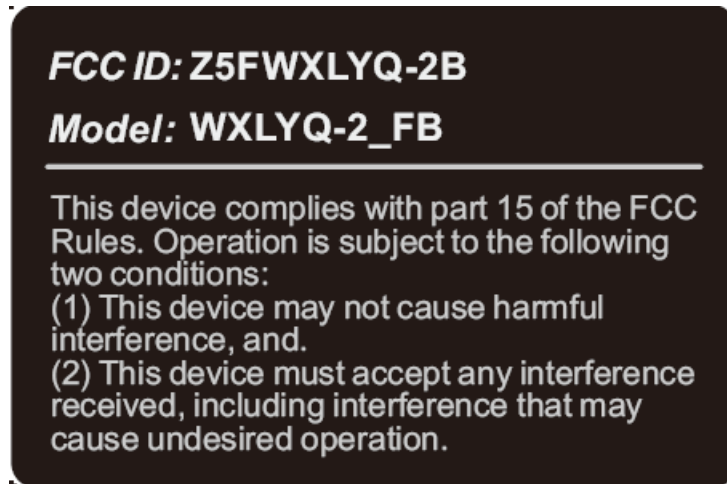 FCC ID: Z5FWXLYQ-2B
Model: WXLYQ-2_FB
This device complies with part 15 of the FCC
Rules. Operation is subject to the following
two conditions:
(1) This device may not cause harmful
interference, and.
(2) This device must accept any interference
received, including interference that may
cause undesired operation.